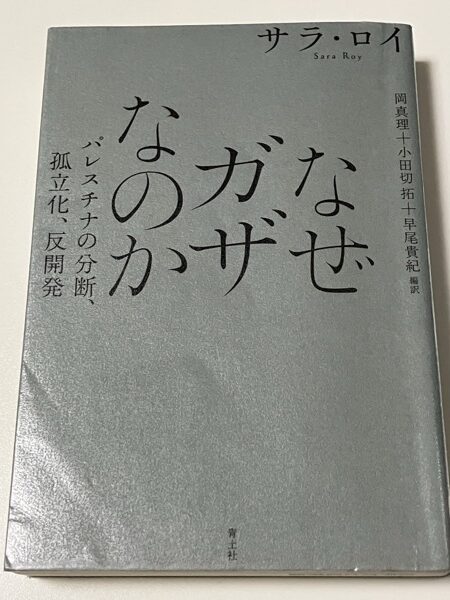 サラ・ロイ
Sara Roy
岡真理＋小田切拓＋早尾貴紀 編訳
なぜ
ガザ
なのか
パレスチナの分断、
孤立化、反開発
青土社